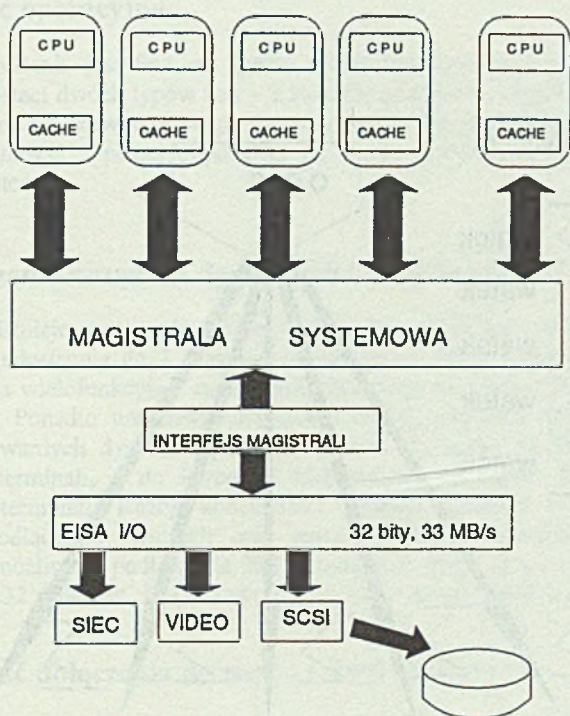 CPU CPU CPU CPU CPU
CACHE CACHE CACHE CACHE CACHE
MAGISTRALA SYSTEMOWA
INTERFEJS MAGISTRALI
EISA I/O 32 bity, 33 MB/s
SIEC VIDEO SCSI